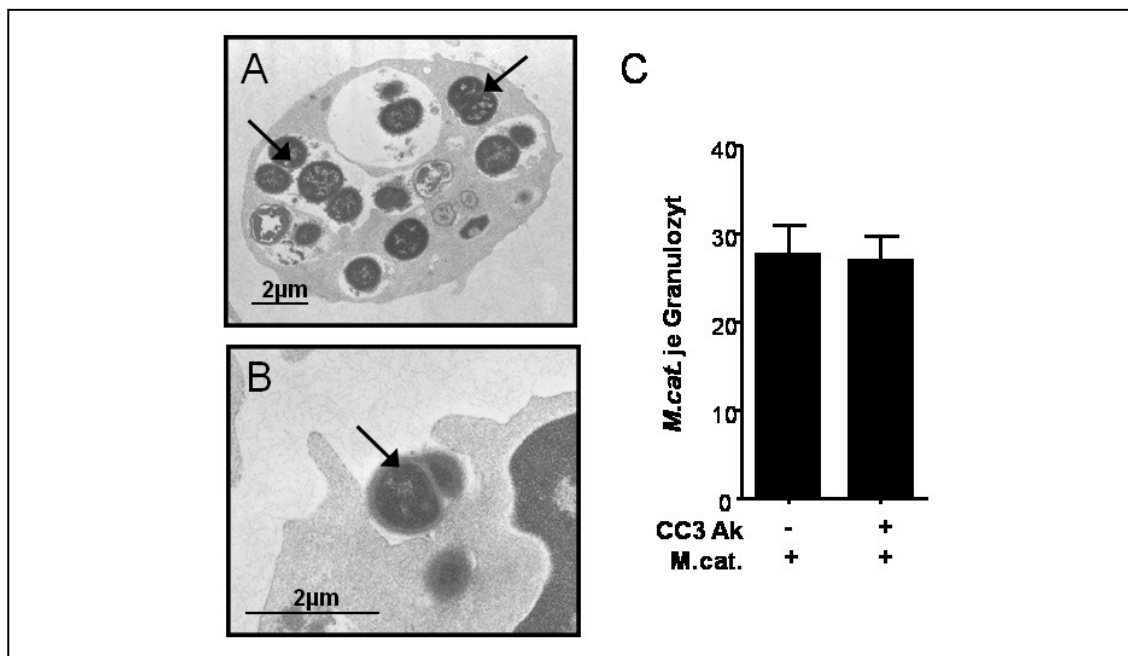 A
2µm
B
2µm
C
M.cat. je Granulozyt
40
30
20
10
0
CC3 Ak - +
M.cat. + +